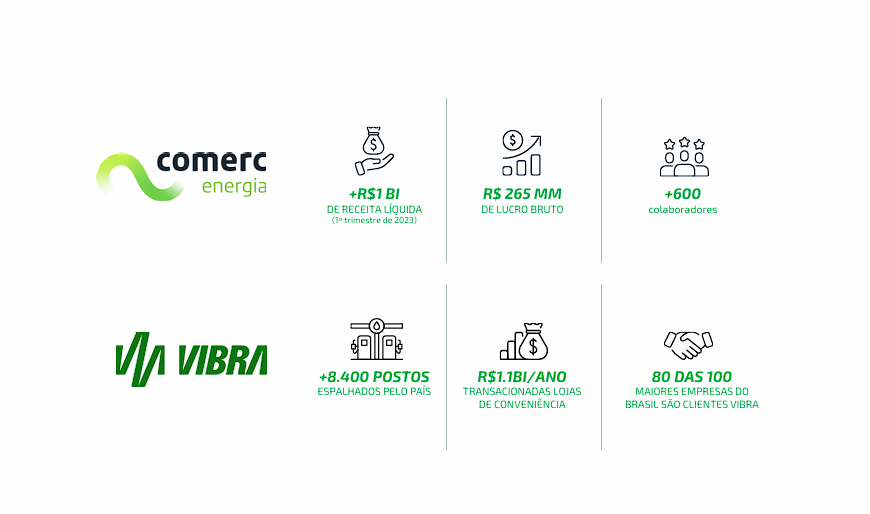 comerc
energia
+R$1 BI
DE RECEITA LÍQUIDA
(1º trimestre de 2023)
R$ 265 MM
DE LUCRO BRUTO
+600
colaboradores
VIBRA
+8.400 POSTOS
ESPALHADOS PELO PAÍS
R$1.1BI/ANO
TRANSACIONADAS LOJAS
DE CONVENIÊNCIA
80 DAS 100
MAIORES EMPRESAS DO
BRASIL SÃO CLIENTES VIBRA